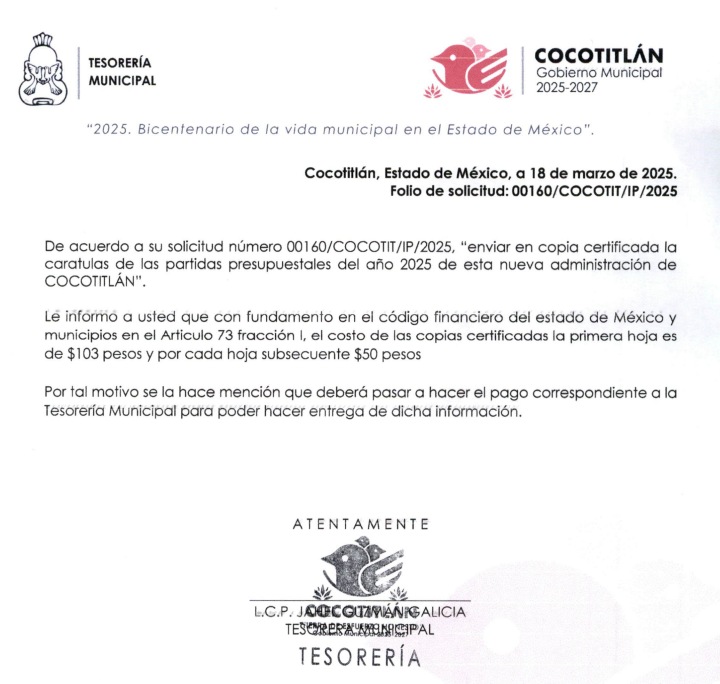 TESORERÍA
MUNICIPAL
COCOTITLÁN
Gobierno Municipal
2025-2027
“2025. Bicentenario de la vida municipal en el Estado de México”.
Cocotitlán, Estado de México, a 18 de marzo de 2025.
Folio de solicitud: 00160/COCOTIT/IP/2025
De acuerdo a su solicitud número 00160/COCOTIT/IP/2025, “enviar en copia certificada la
caratulas de las partidas presupuestales del año 2025 de esta nueva administración de
COCOTITLÁN”.
Le informo a usted que con fundamento en el código financiero del estado de México y
municipios en el Articulo 73 fracción I, el costo de las copias certificadas la primera hoja es
de $103 pesos y por cada hoja subsecuente $50 pesos
Por tal motivo se la hace mención que deberá pasar a hacer el pago correspondiente a la
Tesorería Municipal para poder hacer entrega de dicha información.
ATENTAMENTE
L.C.P. GUZMÁN GALICIA
TESORERA MUNICIPAL
TESORERÍA